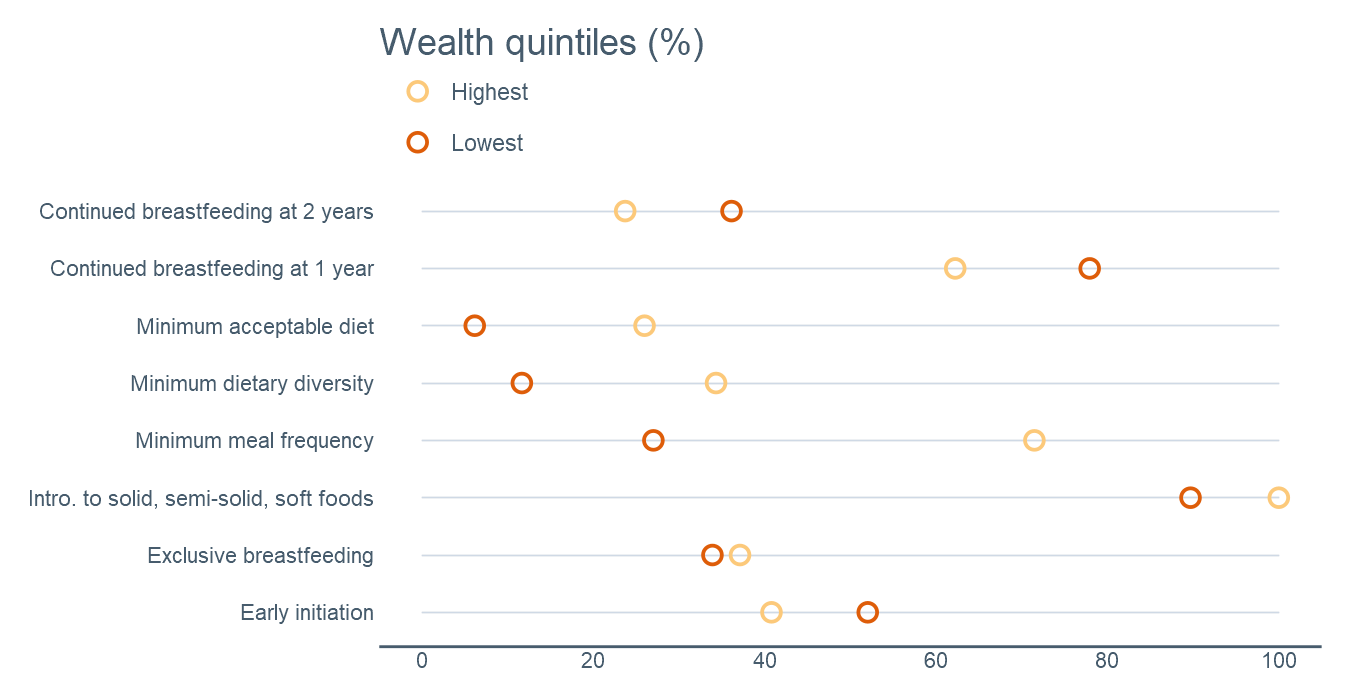 Wealth quintiles (%)
Highest
Lowest
Continued breastfeeding at 2 years
Continued breastfeeding at 1 year
Minimum acceptable diet
Minimum dietary diversity
Minimum meal frequency
Intro. to solid, semi-solid, soft foods
Exclusive breastfeeding
Early initiation
0 20 40 60 80 100